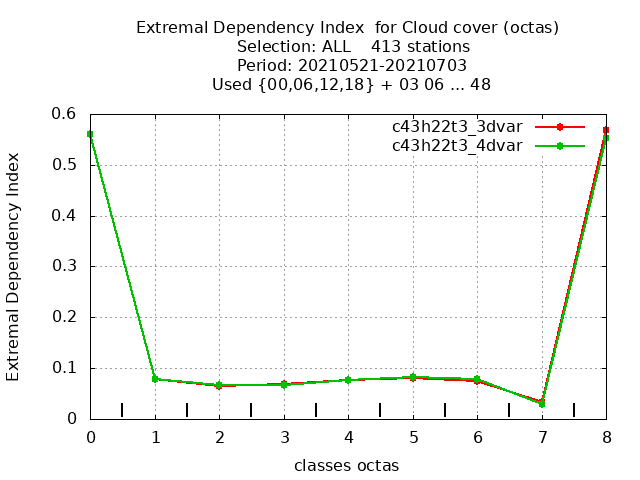 Extremal Dependency Index  for Cloud cover (octas)
Selection: ALL    413 stations
Period: 20210521-20210703
Used {00,06,12,18} + 03 06 ... 48
c43h22t3_3dvar
c43h22t3_4dvar
Extremal Dependency Index
0.6
0.5
0.4
0.3
0.2
0.1
0
0 1 2 3 4 5 6 7 8
classes octas